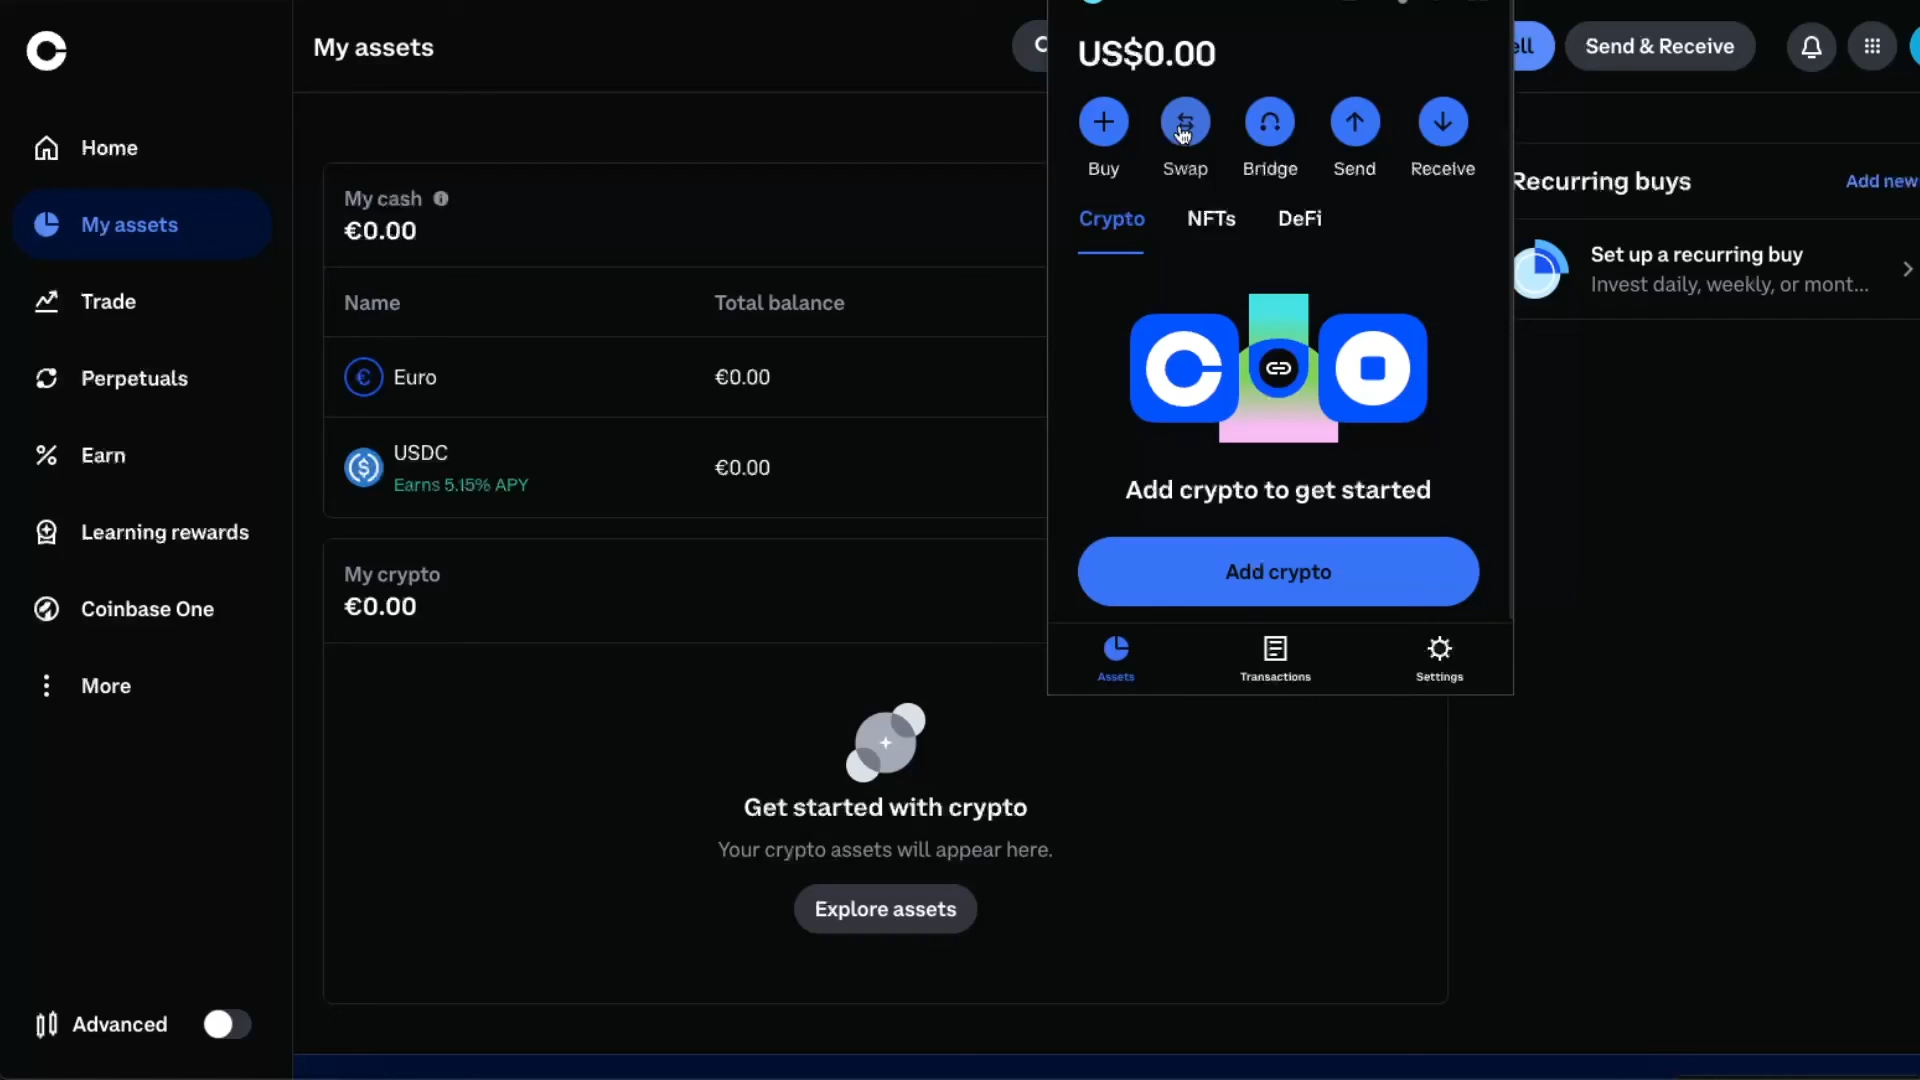 My assets
Home
My assets
Trade
Perpetuals
Earn
Learning rewards
Coinbase One
More
Advanced
My cash
€0.00
Name Total balance
Euro €0.00
USDC €0.00
Earns 5.15% APY
My crypto
€0.00
Get started with crypto
Your crypto assets will appear here.
Explore assets
US$0.00
Buy Swap Bridge Send Receive
Crypto NFTs DeFi
Add crypto to get started
Add crypto
Assets Transactions Settings
Send & Receive
Recurring buys Add new
Set up a recurring buy
Invest daily, weekly, or mont...